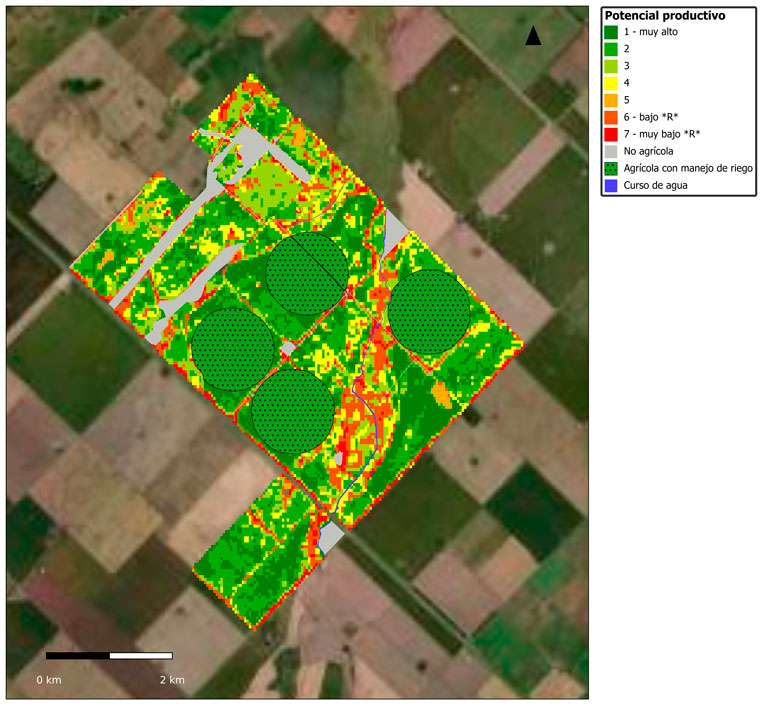 Potencial productivo
1 - muy alto
2
3
4
5
6 - bajo *R*
7 - muy bajo *R*
No agrícola
Agrícola con manejo de riego
Curso de agua
0 km 2 km